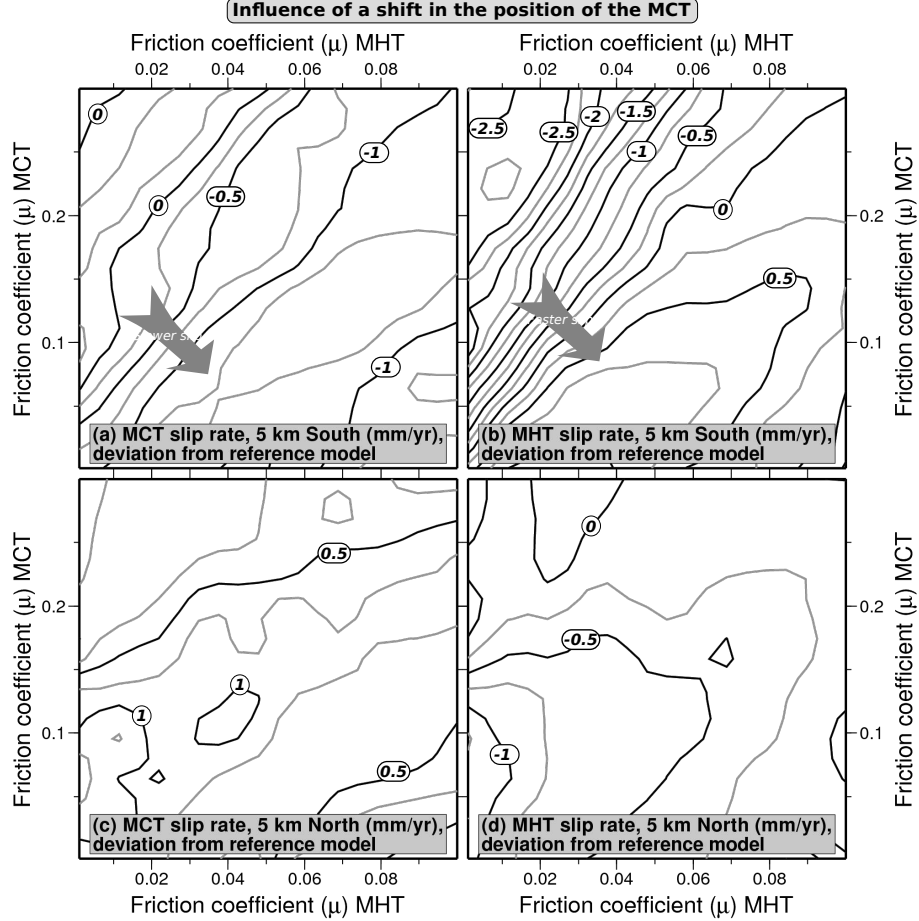 Influence of a shift in the position of the MCT
Friction coefficient (μ) MHT
Friction coefficient (μ) MHT
0.02 0.04 0.06 0.08
0.02 0.04 0.06 0.08
Friction coefficient (μ) MCT
0.2
0.1
0
0
-0.5
-1
-1
(a) MCT slip rate, 5 km South (mm/yr),
deviation from reference model
-2.5
-2.5
-2
-1.5
-1
-0.5
0
0.5
(b) MHT slip rate, 5 km South (mm/yr),
deviation from reference model
0.2
0.1
Friction coefficient (μ) MCT
Friction coefficient (μ) MCT
0.2
0.1
0.5
1
1
0.5
(c) MCT slip rate, 5 km North (mm/yr),
deviation from reference model
0
-0.5
-1
(d) MHT slip rate, 5 km North (mm/yr),
deviation from reference model
0.2
0.1
Friction coefficient (μ) MCT
0.02 0.04 0.06 0.08
0.02 0.04 0.06 0.08
Friction coefficient (μ) MHT
Friction coefficient (μ) MHT